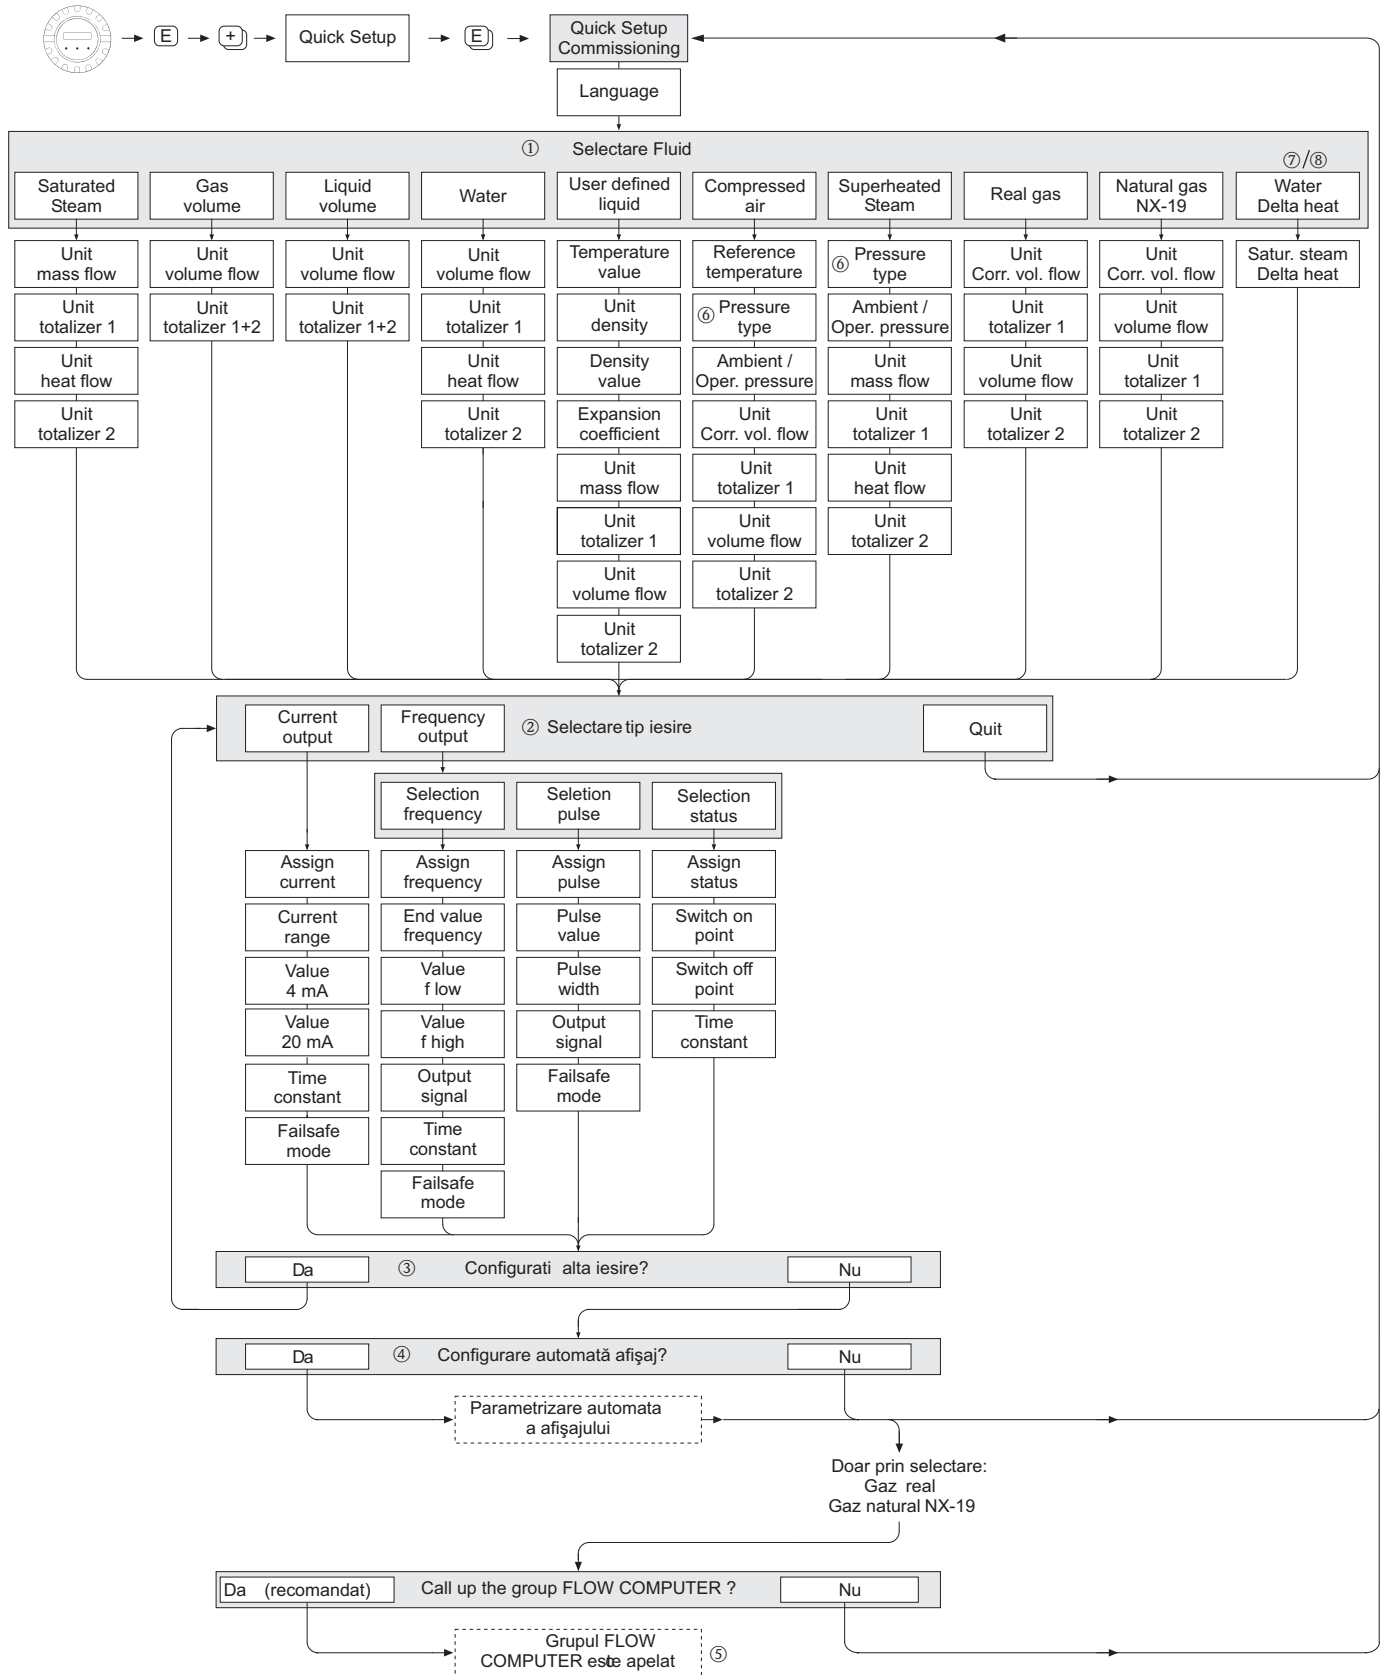 E
+
Quick Setup
E
Quick Setup
Commissioning
Language
① Selectare Fluid
⑦/⑧
Saturated
Steam
Gas
volume
Liquid
volume
Water
User defined
liquid
Compressed
air
Superheated
Steam
Real gas
Natural gas
NX-19
Water
Delta heat
Unit
mass flow
Unit
totalizer 1
Unit
heat flow
Unit
totalizer 2
Unit
volume flow
Unit
totalizer 1+2
Unit
volume flow
Unit
totalizer 1+2
Unit
volume flow
Unit
totalizer 1
Unit
heat flow
Unit
totalizer 2
Temperature
value
Unit
density
Density
value
Expansion
coefficient
Unit
mass flow
Unit
totalizer 1
Unit
volume flow
Unit
totalizer 2
Reference
temperature
⑥ Pressure
type
Ambient /
Oper. pressure
Unit
Corr. vol. flow
Unit
totalizer 1
Unit
volume flow
Unit
totalizer 2
⑥ Pressure
type
Ambient /
Oper. pressure
Unit
mass flow
Unit
totalizer 1
Unit
heat flow
Unit
totalizer 2
Unit
Corr. vol. flow
Unit
totalizer 1
Unit
volume flow
Unit
totalizer 2
Unit
Corr. vol. flow
Unit
volume flow
Unit
totalizer 1
Unit
totalizer 2
Satur. steam
Delta heat
Current
output
Frequency
output
② Selectare tip iesire
Quit
Selection
frequency
Seletion
pulse
Selection
status
Assign
current
Current
range
Value
4 mA
Value
20 mA
Time
constant
Failsafe
mode
Assign
frequency
End value
frequency
Value
f low
Value
f high
Output
signal
Time
constant
Failsafe
mode
Assign
pulse
Pulse
value
Pulse
width
Output
signal
Failsafe
mode
Assign
status
Switch on
point
Switch off
point
Time
constant
Da ③ Configurati alta iesire? Nu
Da ④ Configurare automată afişaj? Nu
Parametrizare automata
a afişajului
Doar prin selectare:
Gaz real
Gaz natural NX-19
Da (recomandat) Call up the group FLOW COMPUTER ? Nu
Grupul FLOW
COMPUTER este apelat
⑤